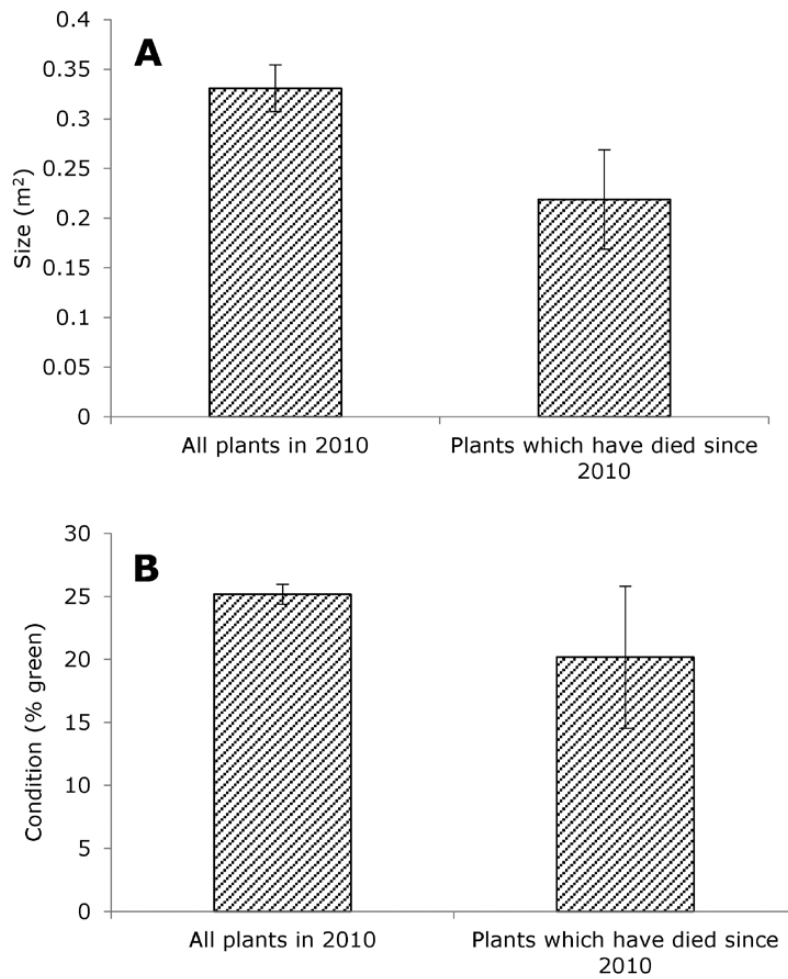 A
0.4
0.35
0.3
0.25
0.2
0.15
0.1
0.05
0
Size (m²)
All plants in 2010
Plants which have died since
2010
B
30
25
20
15
10
5
0
Condition (% green)
All plants in 2010
Plants which have died since
2010